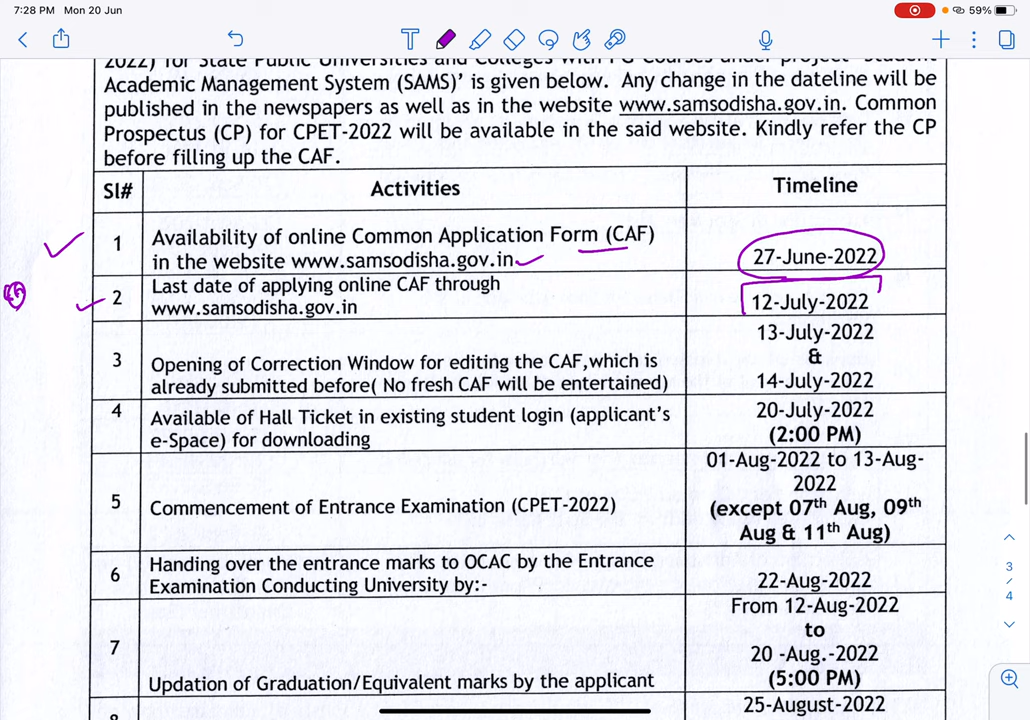 7:28 PM Mon 20 Jun
59%
2022) for State Public Universities and Colleges with PG Courses under project 'Student
Academic Management System (SAMS)' is given below. Any change in the dateline will be
published in the newspapers as well as in the website www.samsodisha.gov.in. Common
Prospectus (CP) for CPET-2022 will be available in the said website. Kindly refer the CP
before filling up the CAF.
Sl# Activities Timeline
1 Availability of online Common Application Form (CAF)
in the website www.samsodisha.gov.in
27-June-2022
2 Last date of applying online CAF through
www.samsodisha.gov.in
12-July-2022
3 Opening of Correction Window for editing the CAF,which is
already submitted before( No fresh CAF will be entertained)
13-July-2022
&
14-July-2022
4 Available of Hall Ticket in existing student login (applicant's
e-Space) for downloading
20-July-2022
(2:00 PM)
5 Commencement of Entrance Examination (CPET-2022)
01-Aug-2022 to 13-Aug-
2022
(except 07th Aug, 09th
Aug & 11th Aug)
6 Handing over the entrance marks to OCAC by the Entrance
Examination Conducting University by:-
22-Aug-2022
7 Updation of Graduation/Equivalent marks by the applicant
From 12-Aug-2022
to
20 -Aug.-2022
(5:00 PM)
8
25-August-2022
3
/
4